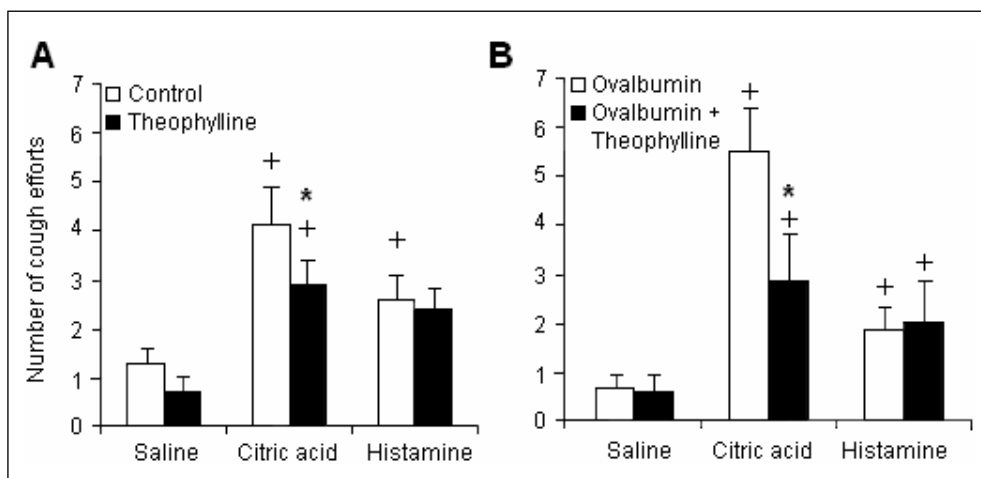 A
7
6
5
4
3
2
1
0
Number of cough efforts
Control
Theophylline
+
*
+
+
Saline Citric acid Histamine
B
7
6
5
4
3
2
1
0
Ovalbumin
Ovalbumin +
Theophylline
+
*
+
+
+
Saline Citric acid Histamine